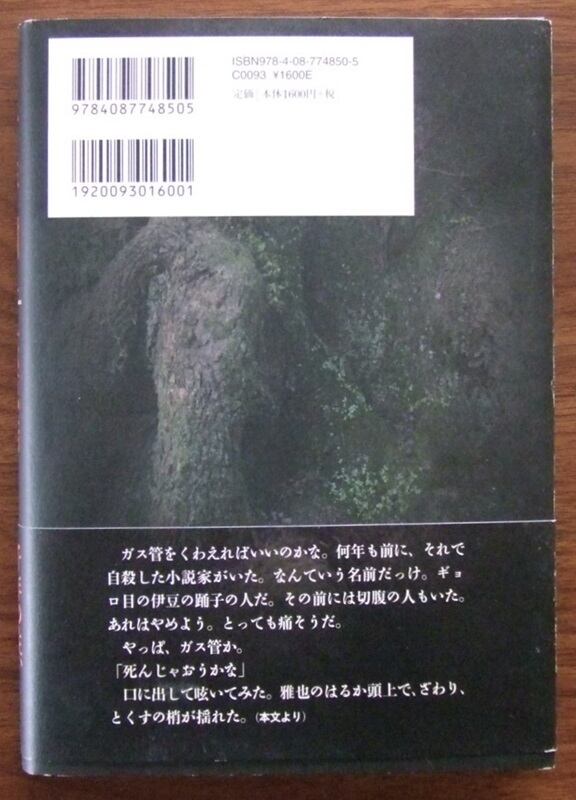 ISBN978-4-08-774850-5
C0093 ¥1600E
定価 本体1600円+税
9784087748505
1920093016001
ガス管をくわえればいいのかな。何年も前に、それで
自殺した小説家がいた。なんていう名前だっけ。ギョ
ロ目の伊豆の踊子の人だ。その前には切腹の人もいた。
あれはやめよう。とっても痛そうだ。
やっぱ、ガス管か。
「死んじゃおうかな」
口に出して呟いてみた。雅也のはるか頭上で、ざわり、
とくすの梢が揺れた。(本文より)